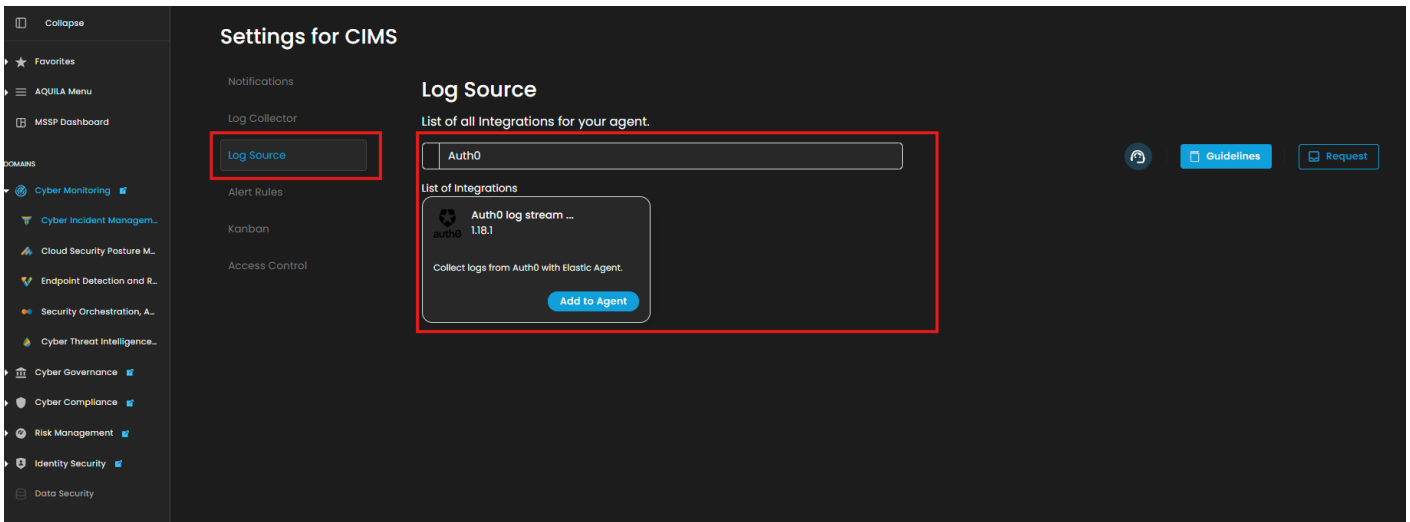 Collapse
Favorites
AQUILA Menu
MSSP Dashboard
DOMAINS
Cyber Monitoring
Cyber Incident Managem...
Cloud Security Posture M...
Endpoint Detection and R...
Security Orchestration, A...
Cyber Threat Intelligence...
Cyber Governance
Cyber Compliance
Risk Management
Identity Security
Data Security
Settings for CIMS
Notifications
Log Collector
Log Source
Alert Rules
Kanban
Access Control
Log Source
List of all Integrations for your agent.
Auth0
Guidelines
Request
List of Integrations
auth0
Auth0 log stream ...
1.18.1
Collect logs from Auth0 with Elastic Agent.
Add to Agent